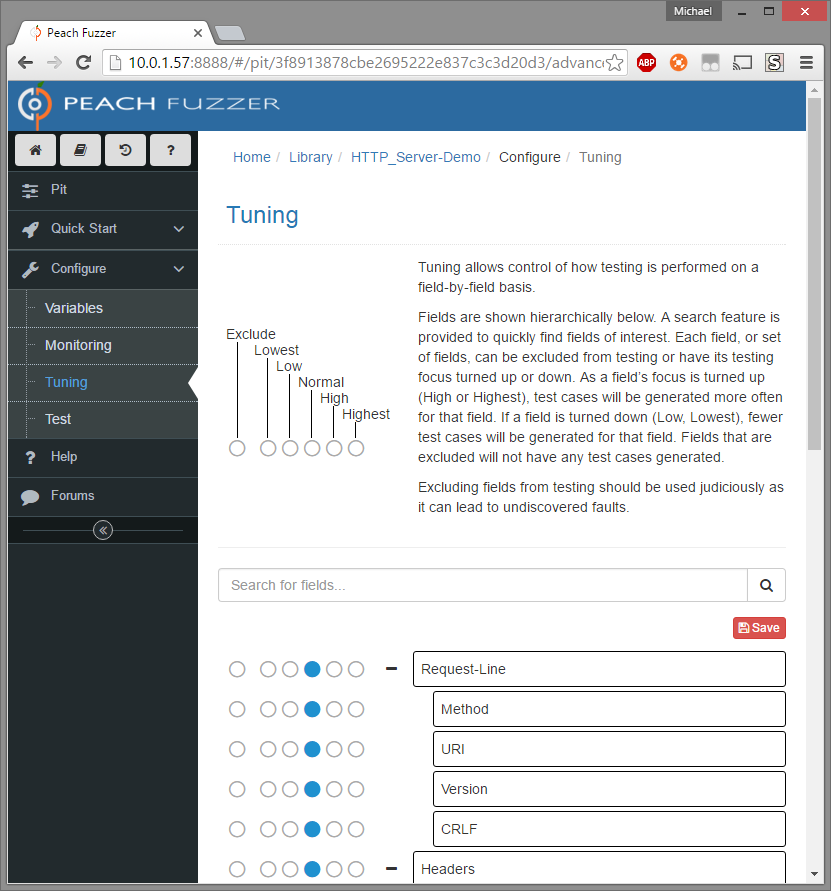 Michael
Peach Fuzzer
10.0.1.57:8888/#/pit/3f8913878cbe2695222e837c3c3d20d3/advance
ABP
S
PEACH FUZZER
?
Home / Library / HTTP_Server-Demo / Configure / Tuning
Pit
Quick Start
Configure
Variables
Monitoring
Tuning
Test
? Help
Forums
Tuning
Exclude
Lowest
Low
Normal
High
Highest
Tuning allows control of how testing is performed on a
field-by-field basis.
Fields are shown hierarchically below. A search feature is
provided to quickly find fields of interest. Each field, or set
of fields, can be excluded from testing or have its testing
focus turned up or down. As a field's focus is turned up
(High or Highest), test cases will be generated more often
for that field. If a field is turned down (Low, Lowest), fewer
test cases will be generated for that field. Fields that are
excluded will not have any test cases generated.
Excluding fields from testing should be used judiciously as
it can lead to undiscovered faults.
Search for fields...
Save
Request-Line
Method
URI
Version
CRLF
Headers